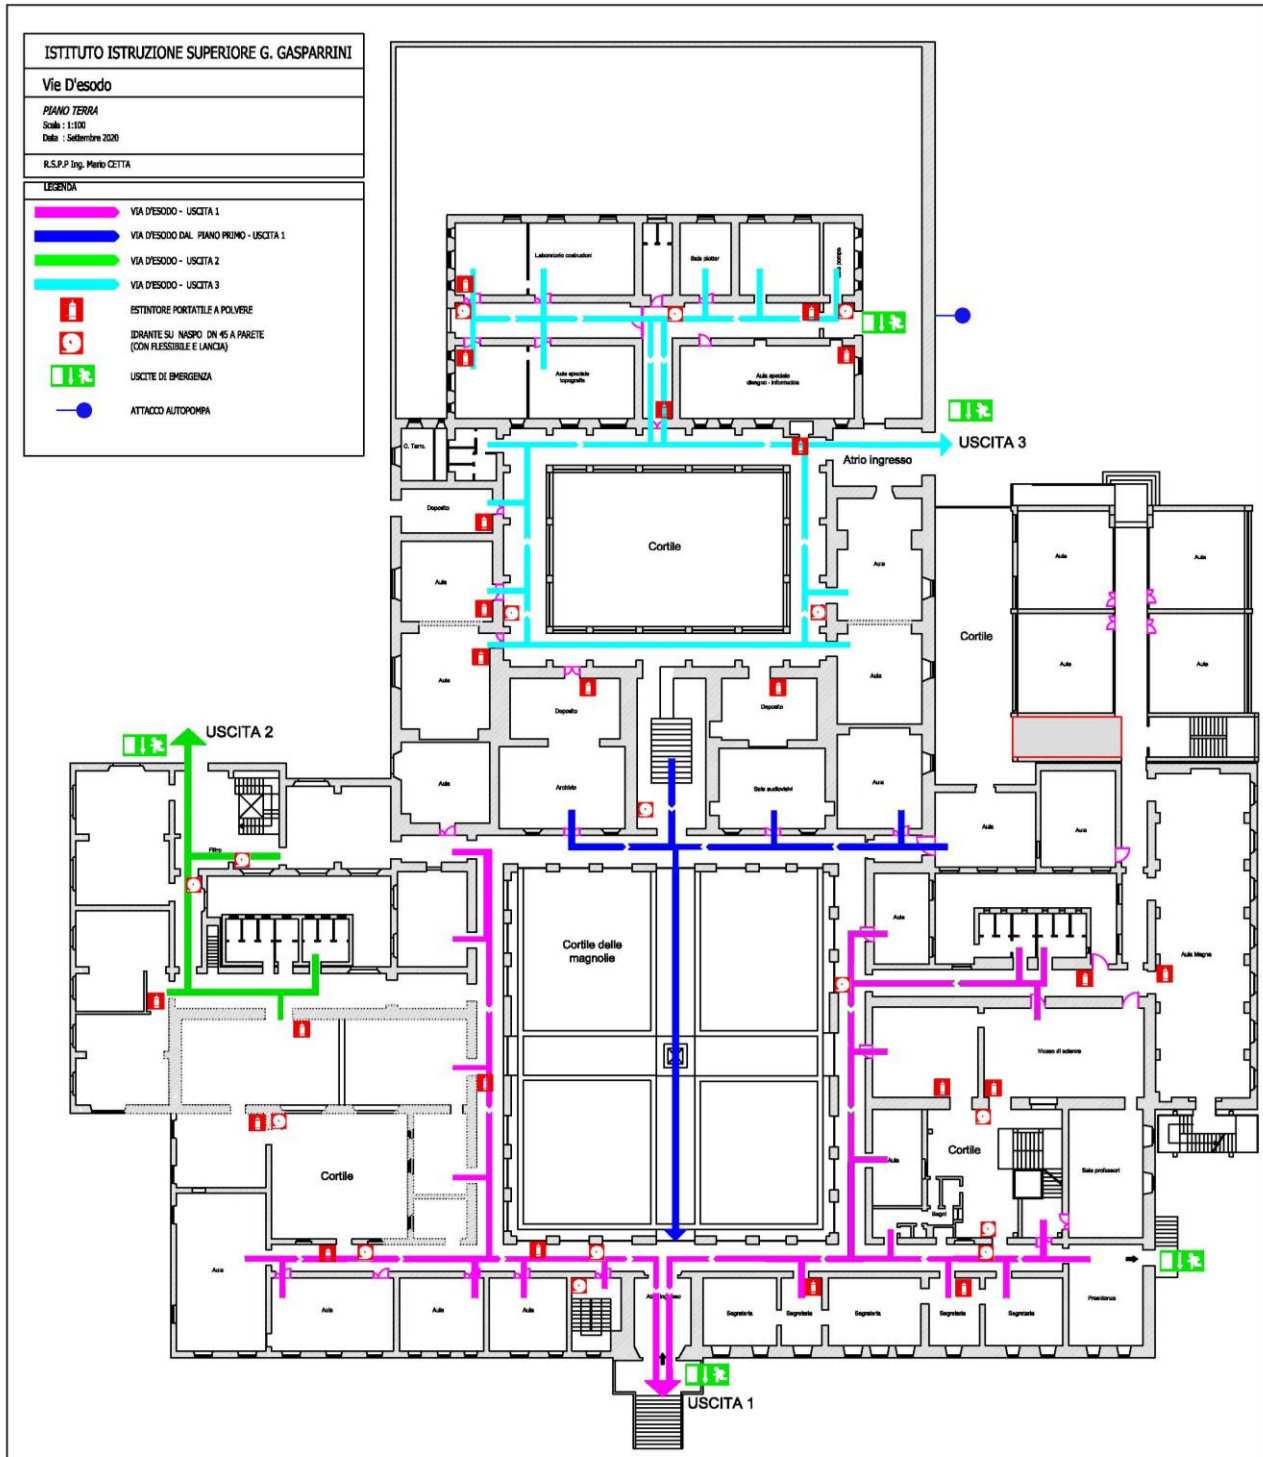 ISTITUTO ISTRUZIONE SUPERIORE G. GASPARRINI
Vie D'esodo
PIANO TERRA
Scala : 1:100
Data : Settembre 2020
R.S.P.P Ing. Mario CETTA
LEGENDA
VIA D'ESODO - USCITA 1
VIA D'ESODO DAL PIANO PRIMO - USCITA 1
VIA D'ESODO - USCITA 2
VIA D'ESODO - USCITA 3
ESTINTORE PORTATILE A POLVERE
IDRANTE SU NASPO DN 45 A PARETE
(CON FLESSIBILE E LANCIA)
USCITE DI EMERGENZA
ATTACCO AUTOPOMPA
Laboratorio costruzioni
Sala plotter
Aula speciale
topografia
Aula speciale
disegno - informatica
C. Term.
USCITA 3
Atrio ingresso
Deposito
Cortile
Aula
Aula
Aula
Aula
Aula
Cortile
Aula
Aula
Aula
Aula
Deposito
Deposito
USCITA 2
Aula
Archivio
Sala audiovisivi
Aula
Aula
Aula
Filtro
Cortile delle
magnolie
Aula
Aula Magna
Museo di scienze
Cortile
Cortile
Aula
Sala professori
Bagni
Aula
Aula
Aula
Aula
Segreteria
Segreteria
Segreteria
Segreteria
Segreteria
Presidenza
USCITA 1